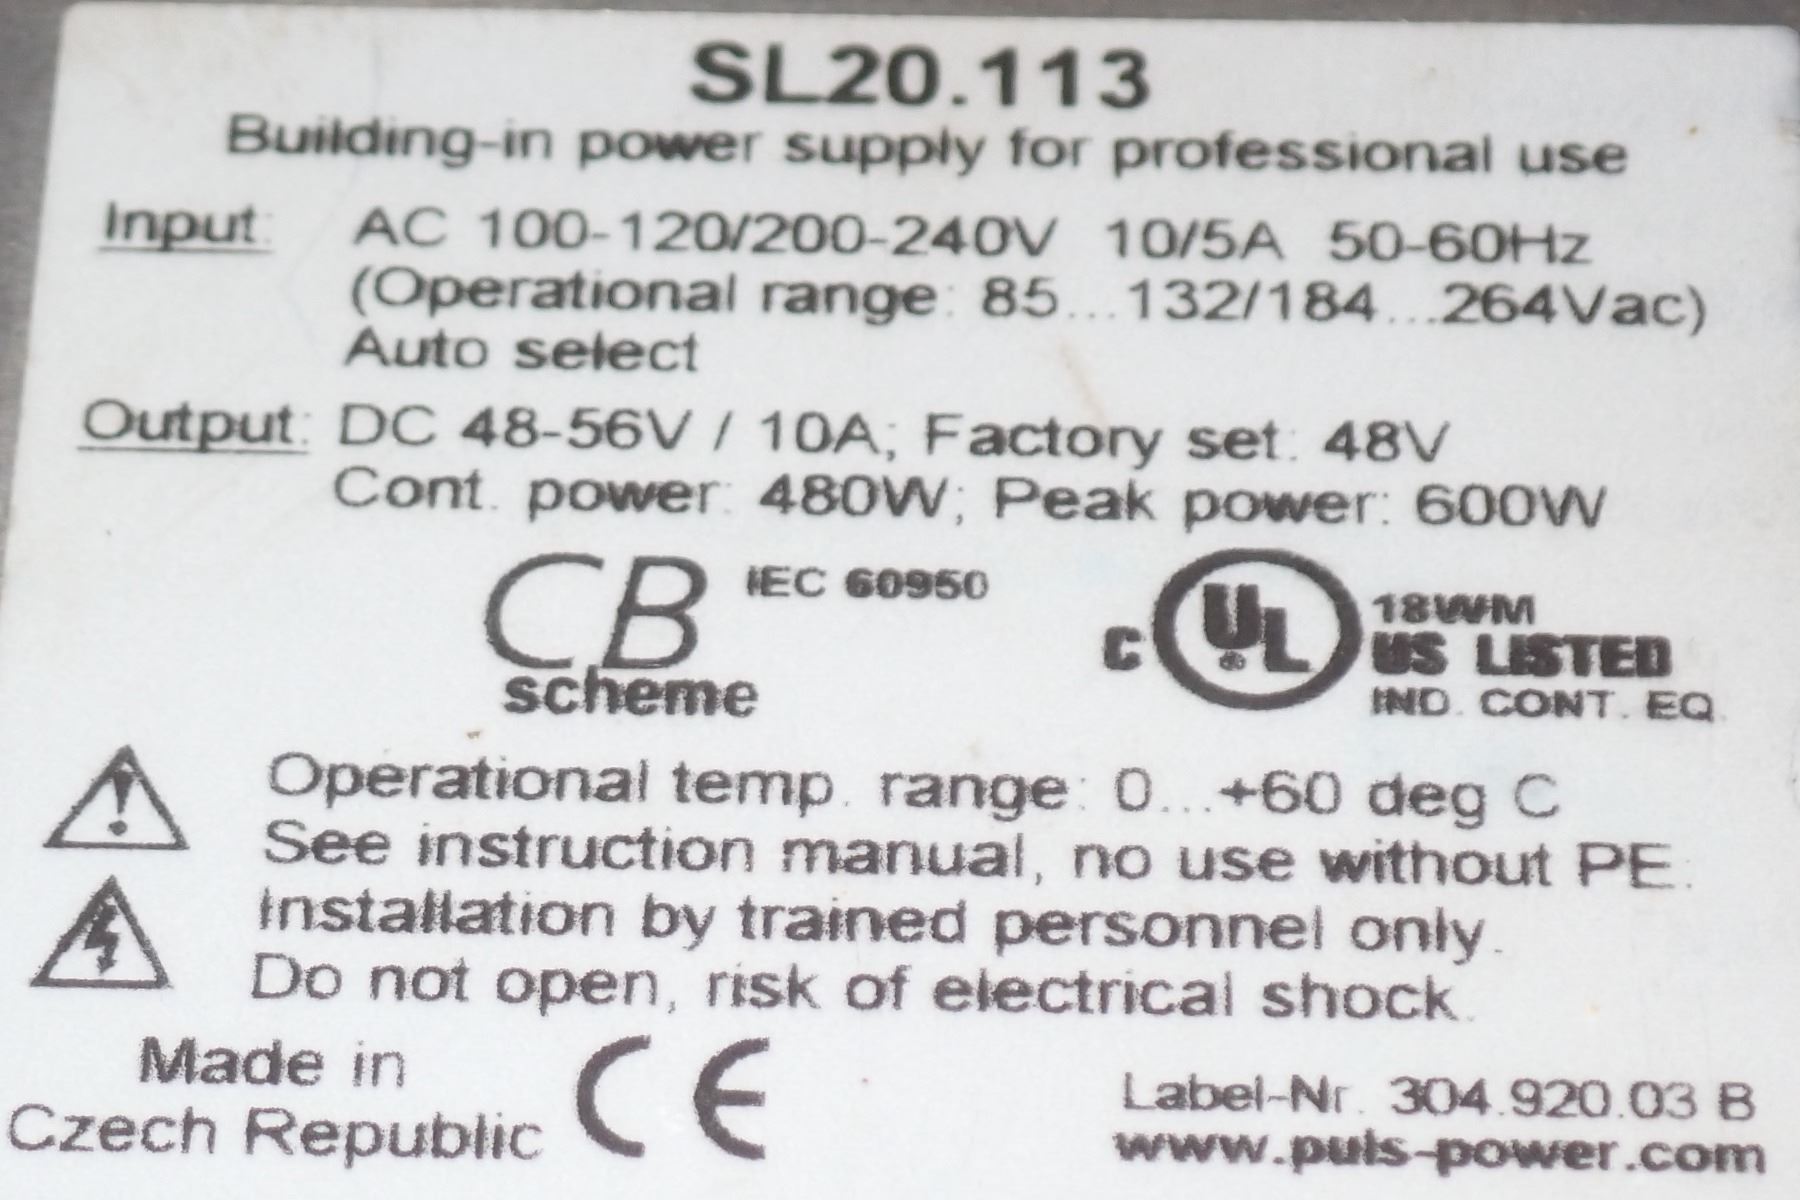 SL20.113
Building-in power supply for professional use
Input: AC 100-120/200-240V 10/5A 50-60Hz
(Operational range: 85...132/184...264Vac)
Auto select
Output: DC 48-56V / 10A; Factory set: 48V
Cont. power: 480W; Peak power: 600W
CB scheme IEC 60950
C UL ® 18WM
US LISTED
IND. CONT. EQ.
Operational temp. range: 0...+60 deg C
See instruction manual, no use without PE.
Installation by trained personnel only.
Do not open, risk of electrical shock.
Made in
Czech Republic
CE
Label-Nr. 304.920.03 B
www.puls-power.com